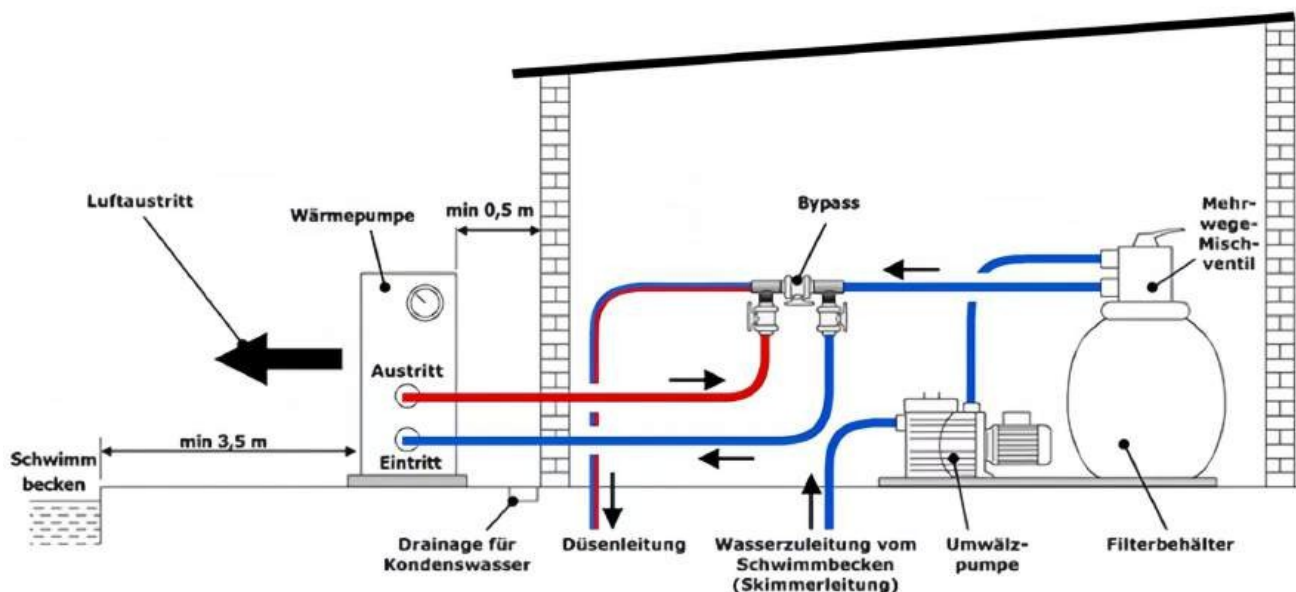 Luftaustritt
Wärmepumpe
min 0,5 m
Bypass
Mehr-
wege-
Misch-
ventil
Austritt
Eintritt
min 3,5 m
Schwimm
becken
Drainage für
Kondenswasser
Düsenleitung
Wasserzuleitung vom
Schwimmbecken
(Skimmerleitung)
Umwälz-
pumpe
Filterbehälter